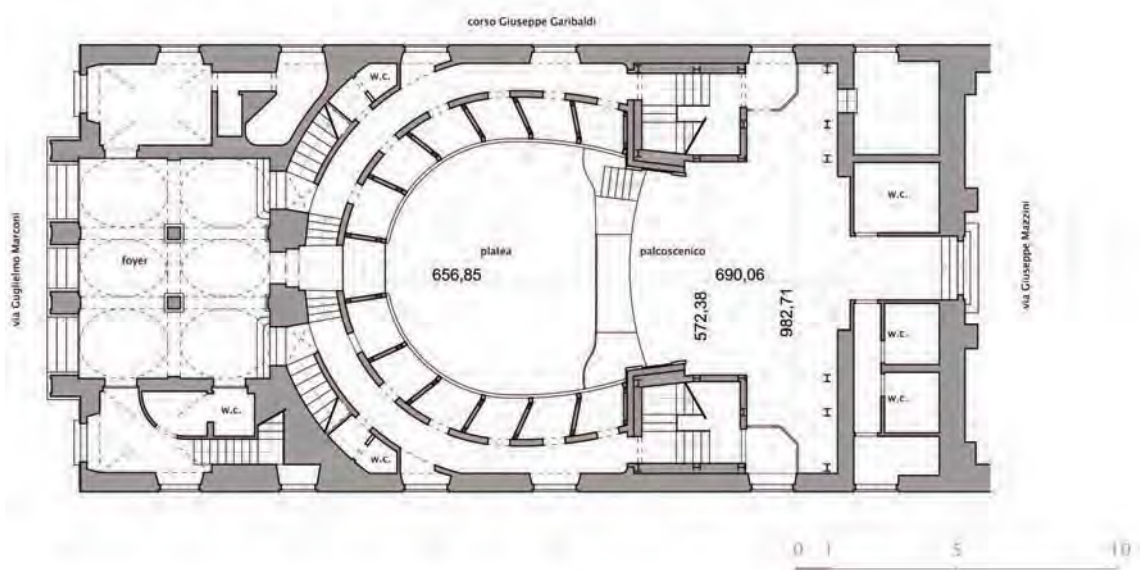 corso Giuseppe Garibaldi
w.c.
w.c.
via Guglielmo Marconi
foyer
platea
656,85
palcoscenico
690,06
572,38
982,71
via Giuseppe Mazzini
w.c.
w.c.
w.c.
w.c.
0 1 5 10